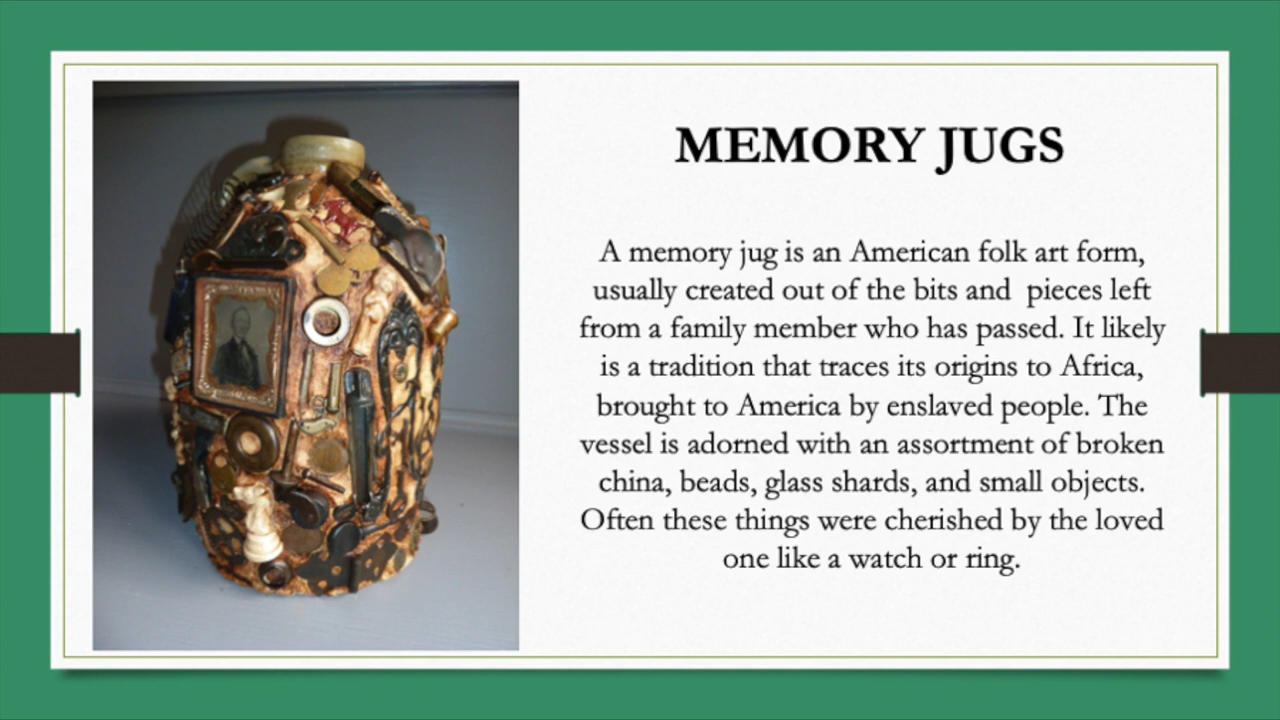 MEMORY JUGS
A memory jug is an American folk art form,
usually created out of the bits and  pieces left
from a family member who has passed. It likely
is a tradition that traces its origins to Africa,
brought to America by enslaved people. The
vessel is adorned with an assortment of broken
china, beads, glass shards, and small objects.
Often these things were cherished by the loved
one like a watch or ring.